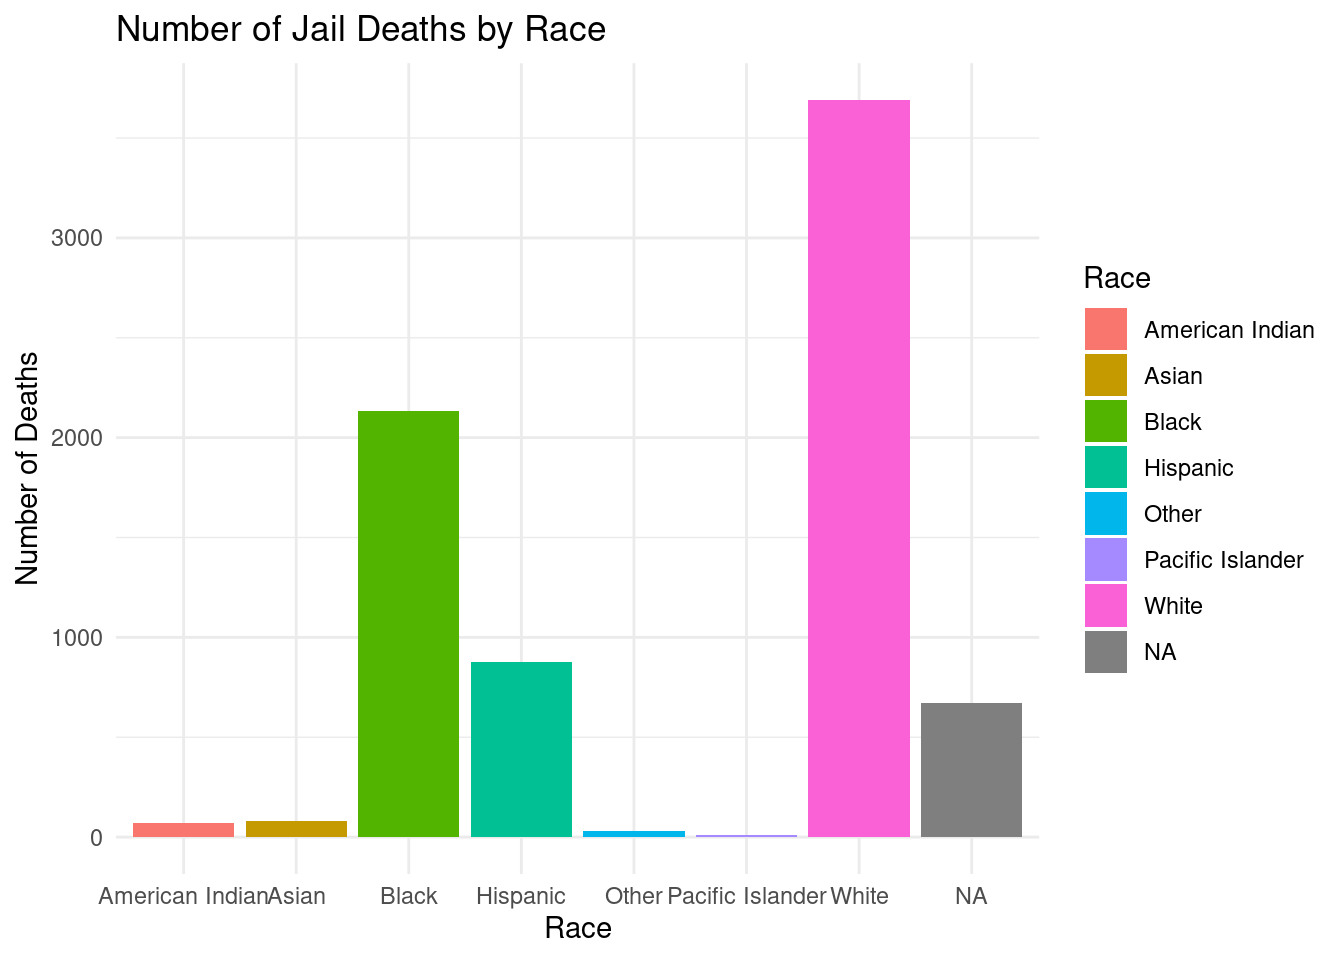 Number of Jail Deaths by Race
Number of Deaths
3000
2000
1000
0
American Indian
Asian
Black
Hispanic
Other
Pacific Islander
White
NA
Race
Race
American Indian
Asian
Black
Hispanic
Other
Pacific Islander
White
NA